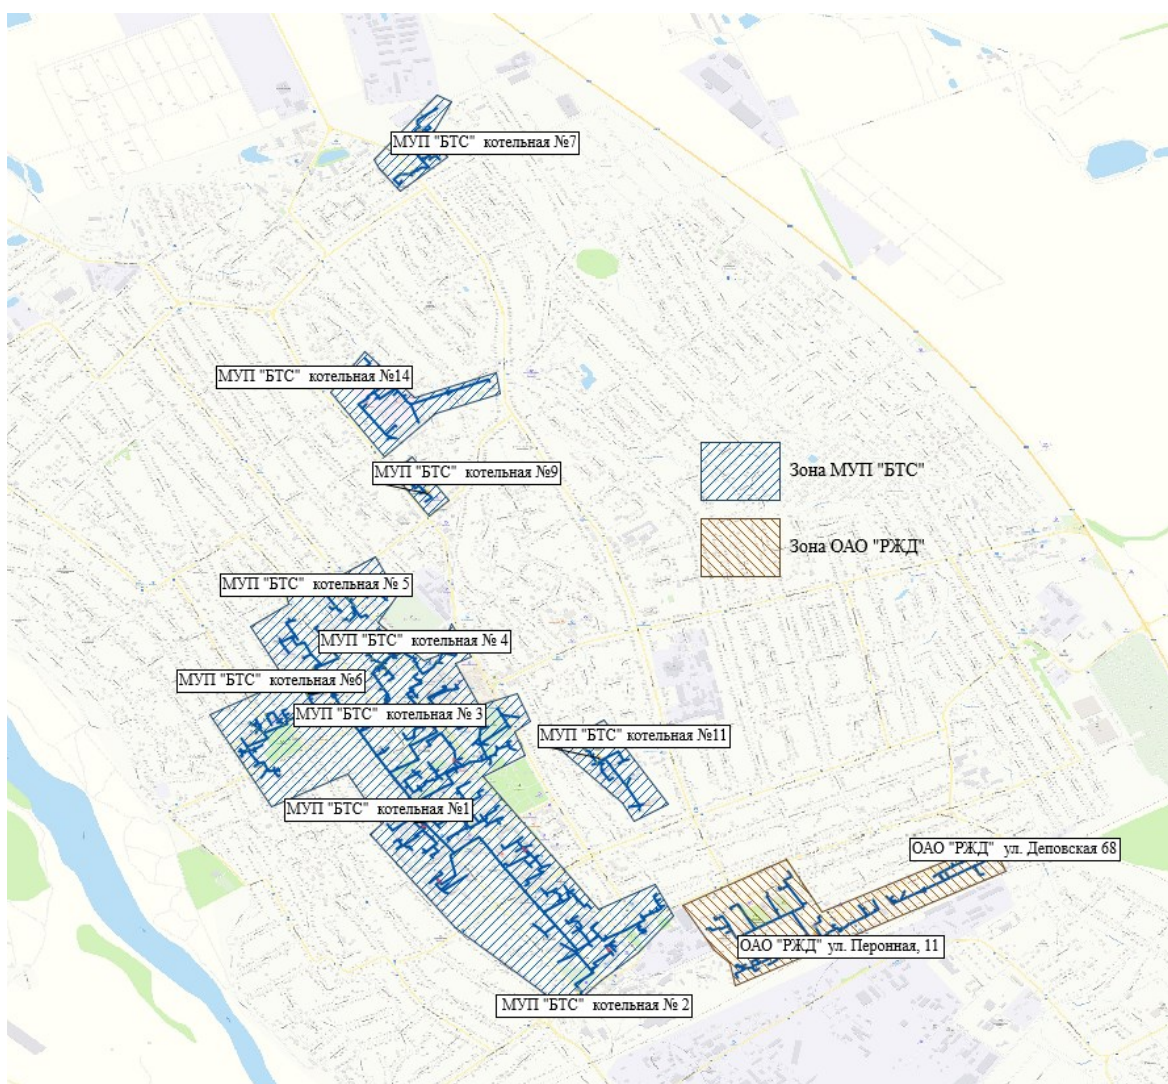 МУП "БТС" котельная №7
МУП "БТС" котельная №14
МУП "БТС" котельная №9
Зона МУП "БТС"
Зона ОАО "РЖД"
МУП "БТС" котельная № 5
МУП "БТС" котельная № 4
МУП "БТС" котельная №6
МУП "БТС" котельная № 3
МУП "БТС" котельная №11
МУП "БТС" котельная №1
ОАО "РЖД" ул. Деповская 68
ОАО "РЖД" ул. Перонная, 11
МУП "БТС" котельная № 2